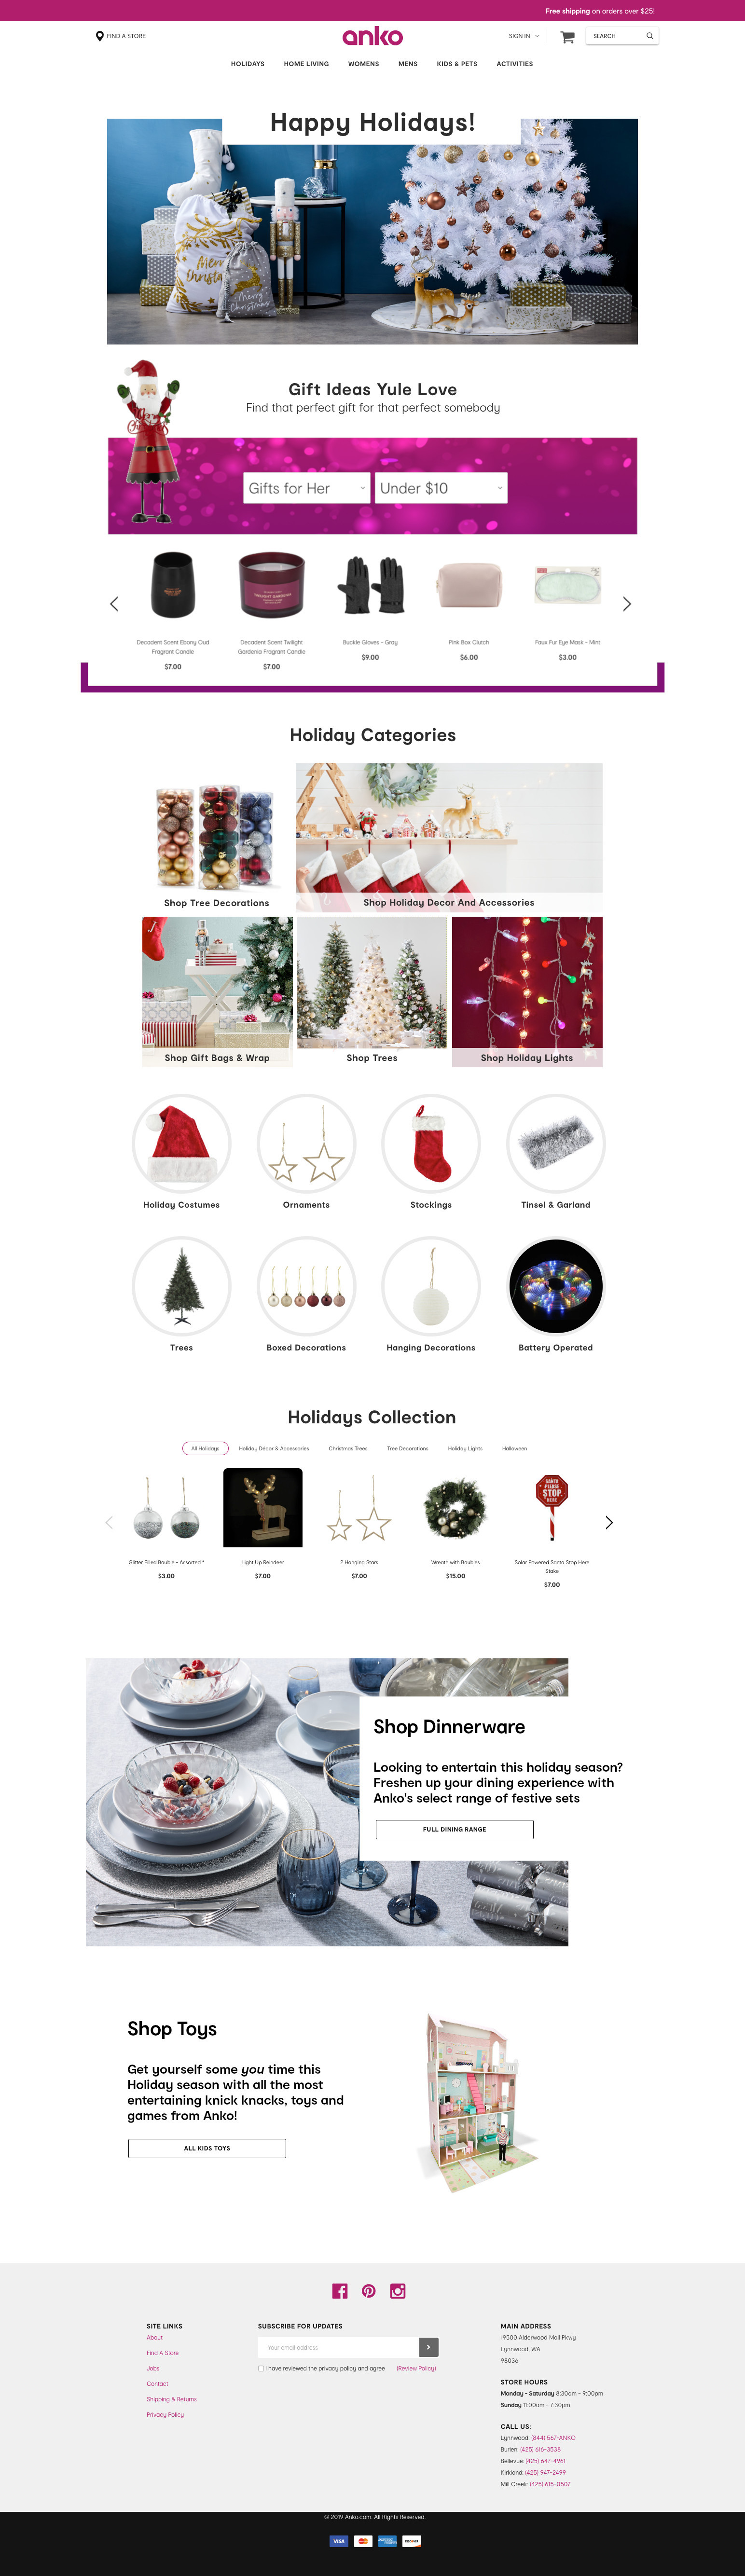 Free shipping on orders over $25!
FIND A STORE
anko
SIGN IN
SEARCH
HOLIDAYS HOME LIVING WOMENS MENS KIDS & PETS ACTIVITIES
Happy Holidays!
Merry
Christmas
Merry
Christmas
Gift Ideas Yule Love
Find that perfect gift for that perfect somebody
Merry
Christmas
Gifts for Her
Under $10
Decadent Scent Ebony Oud
Fragrant Candle
$7.00
Decadent Scent Twilight
Gardenia Fragrant Candle
$7.00
Buckle Gloves - Gray
$9.00
Pink Box Clutch
$6.00
Faux Fur Eye Mask - Mint
$3.00
Holiday Categories
Shop Tree Decorations
Shop Holiday Decor And Accessories
Shop Gift Bags & Wrap
Shop Trees
Shop Holiday Lights
Holiday Costumes
Ornaments
Stockings
Tinsel & Garland
Trees
Boxed Decorations
Hanging Decorations
Battery Operated
Holidays Collection
All Holidays Holiday Décor & Accessories Christmas Trees Tree Decorations Holiday Lights Halloween
SANTA
PLEASE
STOP
HERE
Glitter Filled Bauble - Assorted *
$3.00
Light Up Reindeer
$7.00
2 Hanging Stars
$7.00
Wreath with Baubles
$15.00
Solar Powered Santa Stop Here
Stake
$7.00
Shop Dinnerware
Looking to entertain this holiday season?
Freshen up your dining experience with
Anko's select range of festive sets
FULL DINING RANGE
Shop Toys
Get yourself some you time this
Holiday season with all the most
entertaining knick knacks, toys and
games from Anko!
ALL KIDS TOYS
SITE LINKS
About
Find A Store
Jobs
Contact
Shipping & Returns
Privacy Policy
SUBSCRIBE FOR UPDATES
Your email address
I have reviewed the privacy policy and agree (Review Policy)
MAIN ADDRESS
19500 Alderwood Mall Pkwy
Lynnwood, WA
98036
STORE HOURS
Monday - Saturday 8:30am - 9:00pm
Sunday 11:00am - 7:30pm
CALL US:
Lynnwood: (844) 567-ANKO
Burien: (425) 616-3538
Bellevue: (425) 647-4961
Kirkland: (425) 947-2499
Mill Creek: (425) 615-0507
© 2019 Anko.com. All Rights Reserved.
VISA
DISCOVER